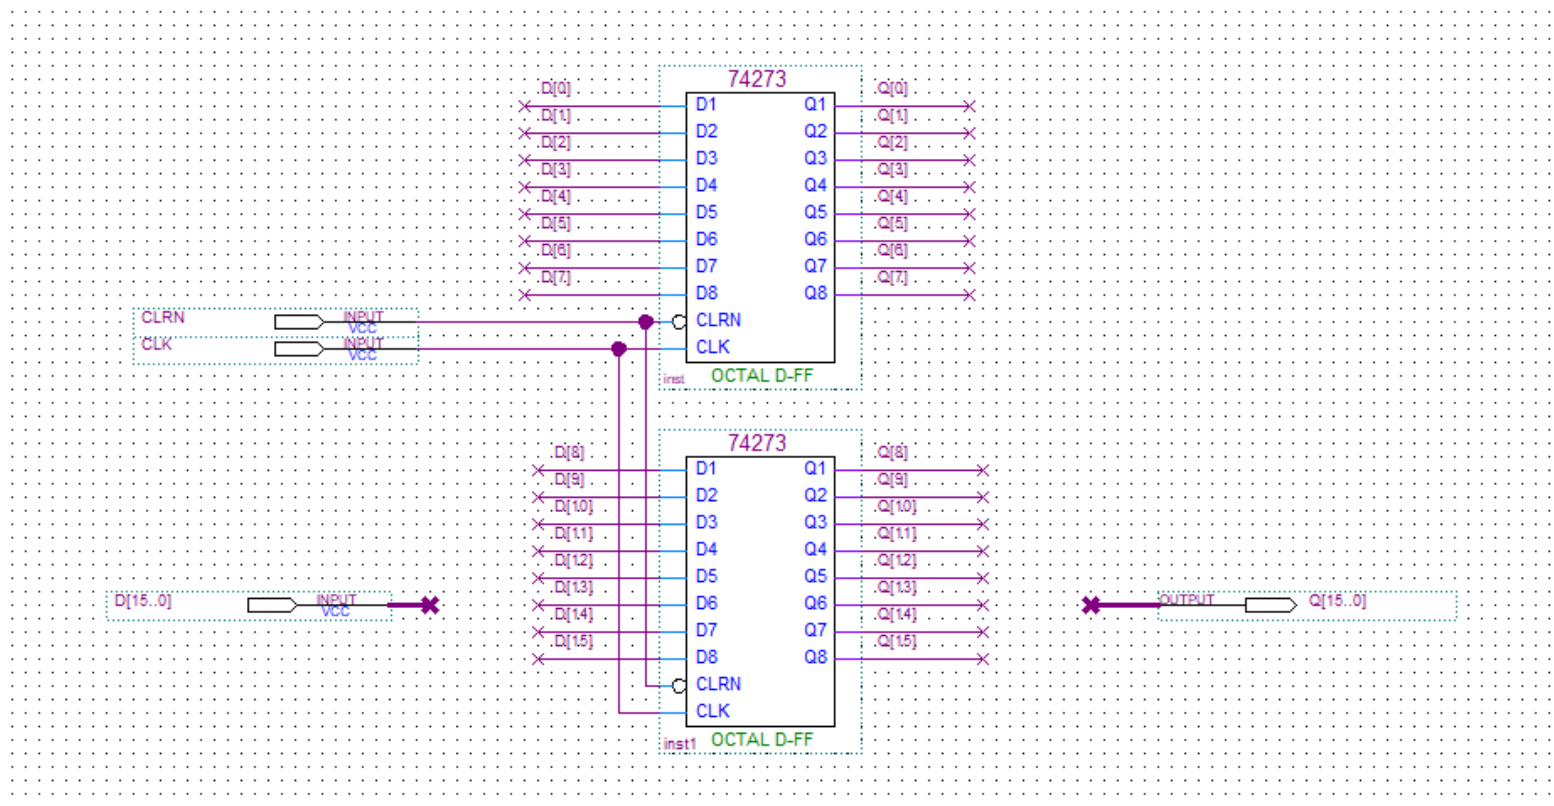 74273
D[0] Q[0]
D1 Q1
D[1] Q[1]
D2 Q2
D[2] Q[2]
D3 Q3
D[3] Q[3]
D4 Q4
D[4] Q[4]
D5 Q5
D[5] Q[5]
D6 Q6
D[6] Q[6]
D7 Q7
D[7] Q[7]
D8 Q8
CLRN INPUT CLRN
VCC
CLK INPUT CLK
VCC
inst OCTAL D-FF
74273
D[8] Q[8]
D1 Q1
D[9] Q[9]
D2 Q2
D[10] Q[10]
D3 Q3
D[11] Q[11]
D4 Q4
D[12] Q[12]
D5 Q5
D[13] Q[13]
D[15..0] INPUT D6 Q6 OUTPUT Q[15..0]
VCC
D[14] Q[14]
D7 Q7
D[15] Q[15]
D8 Q8
CLRN
CLK
inst1 OCTAL D-FF